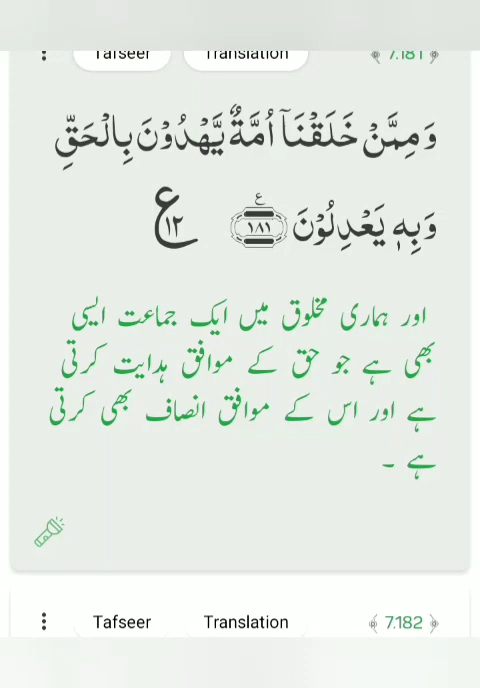 Tafseer Translation 7.181
وَمِمَّنْ خَلَقْنَآ اُمَّةٌ يَّهْدُوْنَ بِالْحَقِّ
وَبِهٖ يَعْدِلُوْنَ ع ١٨١ ع ١٢
اور ہماری مخلوق میں ایک جماعت ایسی
بھی ہے جو حق کے موافق ہدایت کرتی
ہے اور اس کے موافق انصاف بھی کرتی
ہے ۔
Tafseer Translation 7.182